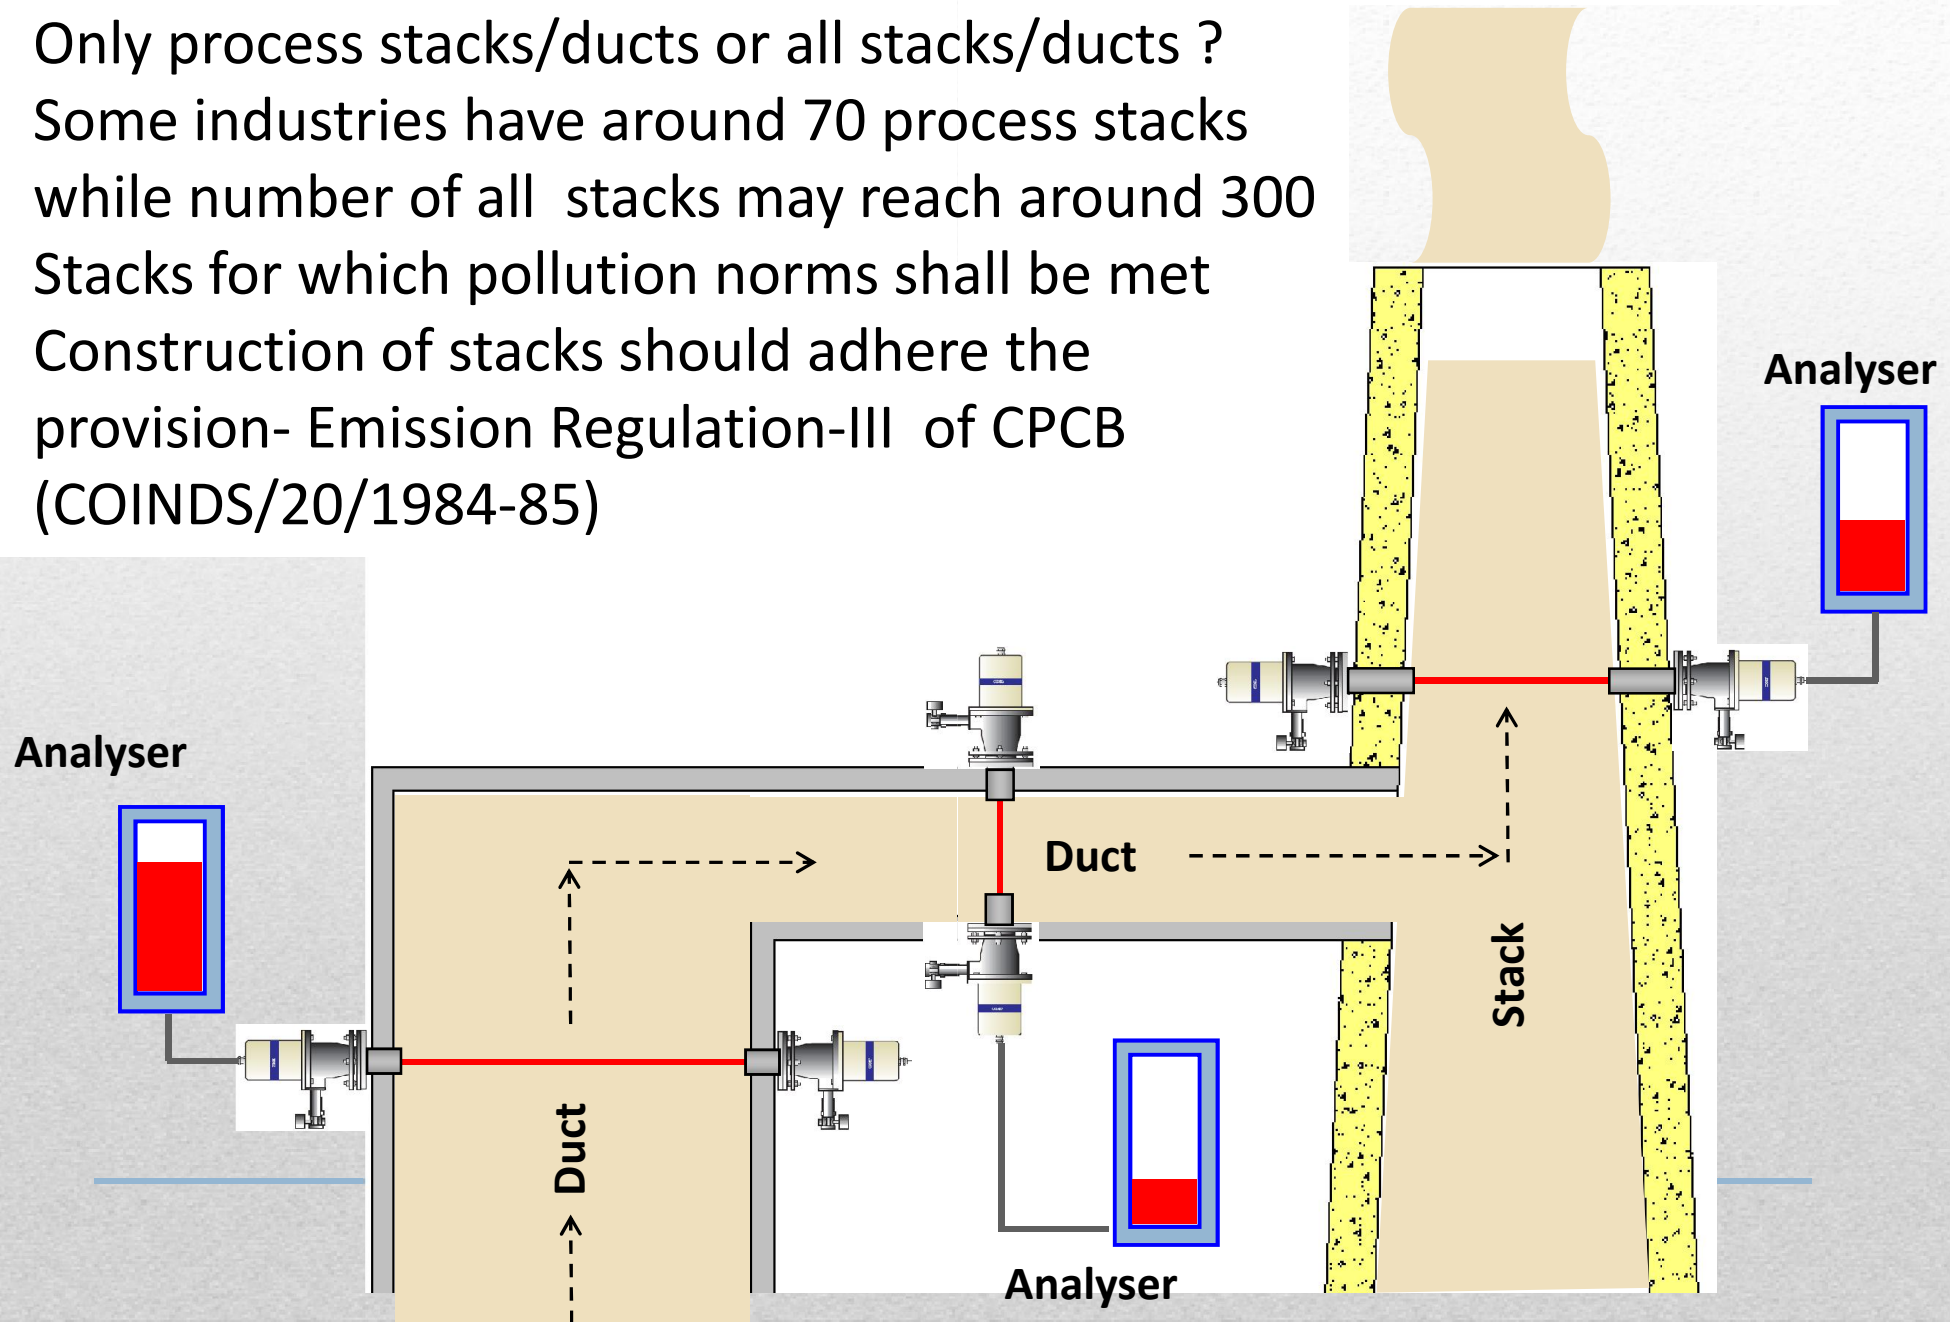 Only process stacks/ducts or all stacks/ducts ?
Some industries have around 70 process stacks
while number of all  stacks may reach around 300
Stacks for which pollution norms shall be met
Construction of stacks should adhere the
provision- Emission Regulation-III  of CPCB
(COINDS/20/1984-85)
Analyser
Analyser
Duct
Stack
Duct
Analyser